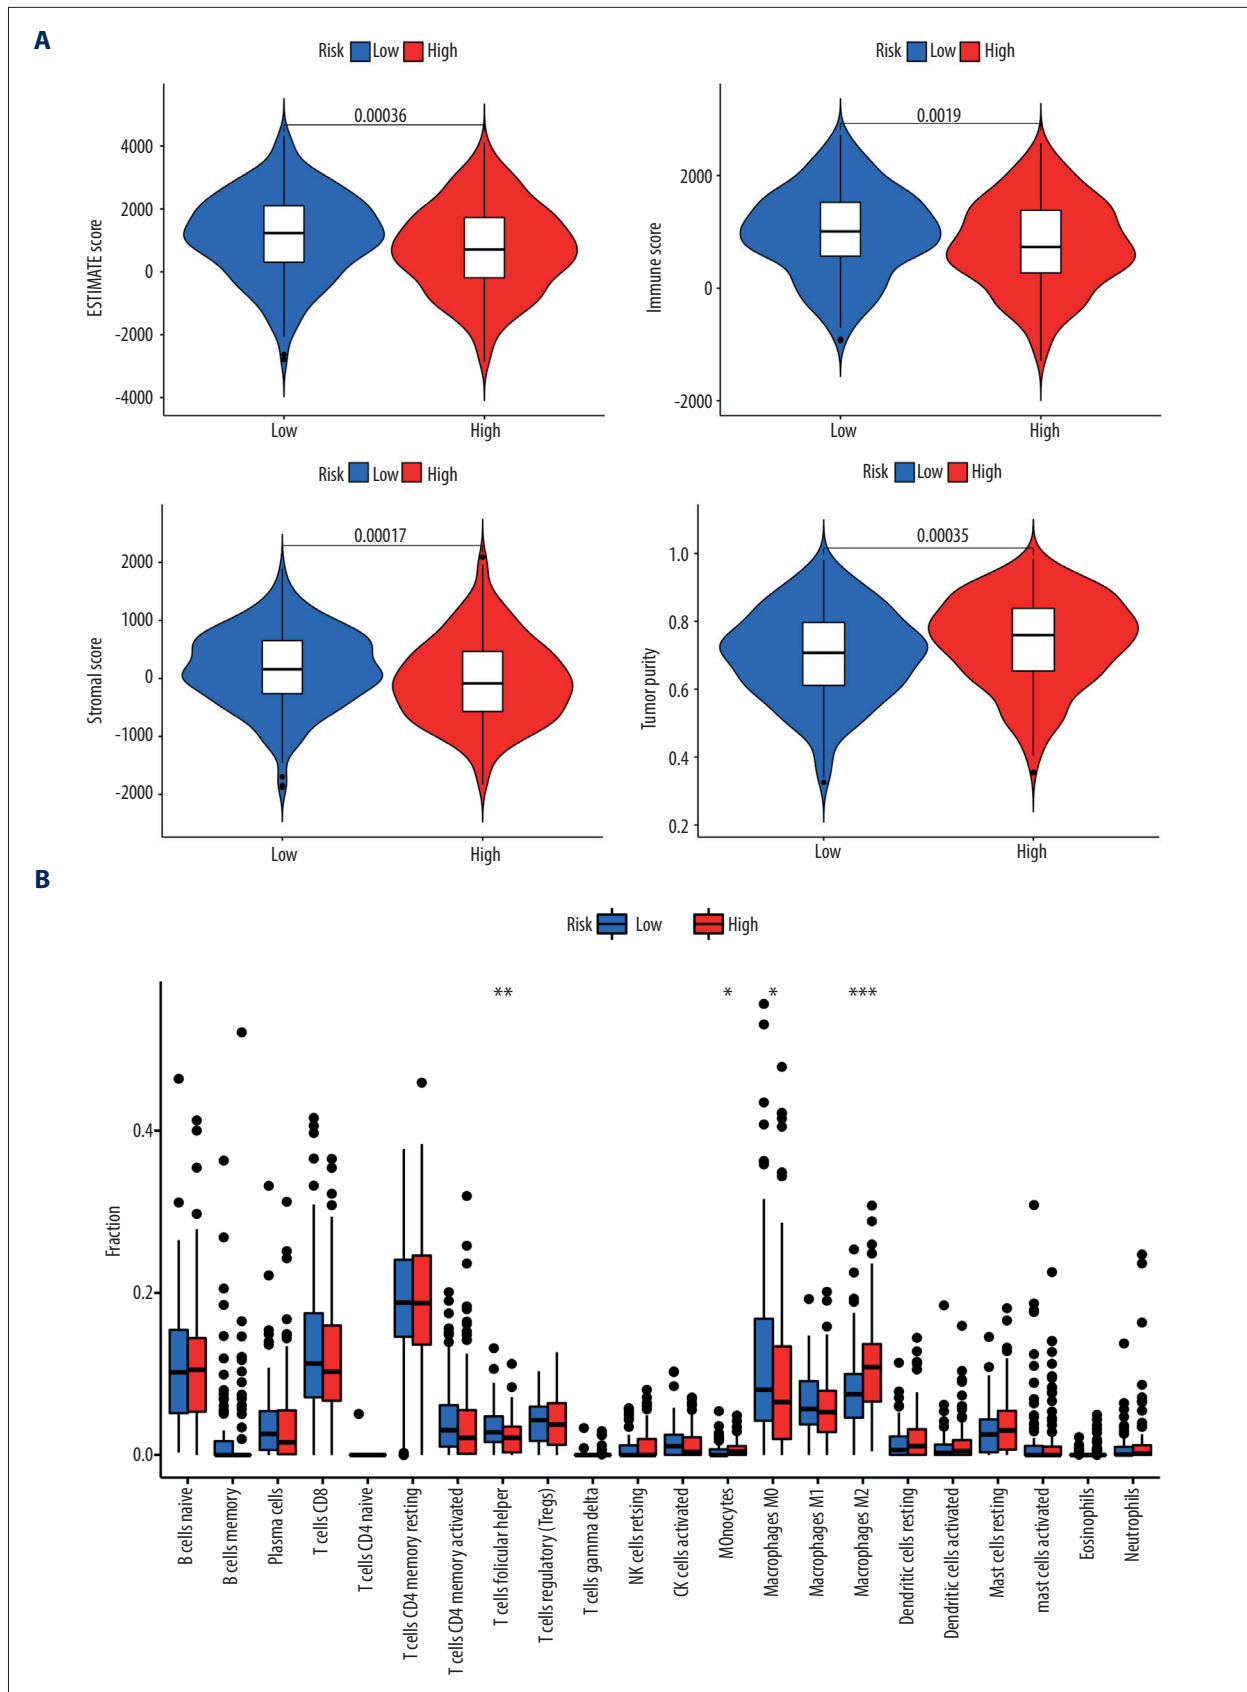 A
Risk Low High
0.00036
4000
2000
0
-2000
-4000
ESTIMATE score
Low High
Risk Low High
0.0019
2000
0
-2000
Immune score
Low High
Risk Low High
0.00017
2000
1000
0
-1000
-2000
Stromal score
Low High
Risk Low High
0.00035
1.0
0.8
0.6
0.4
0.2
Tumor purity
Low High
B
Risk Low High
** * * ***
0.4
0.2
0.0
Fraction
B cells naive
B cells memory
Plasma cells
T cells CD8
T cells CD4 naive
T cells CD4 memory resting
T cells CD4 memory activated
T cells follicular helper
T cells regulatory (Tregs)
T cells gamma delta
NK cells retsing
CK cells activated
MOnocytes
Macrophages M0
Macrophages M1
Macrophages M2
Dendritic cells resting
Dendritic cells activated
Mast cells resting
mast cells activated
Eosinophils
Neutrophils